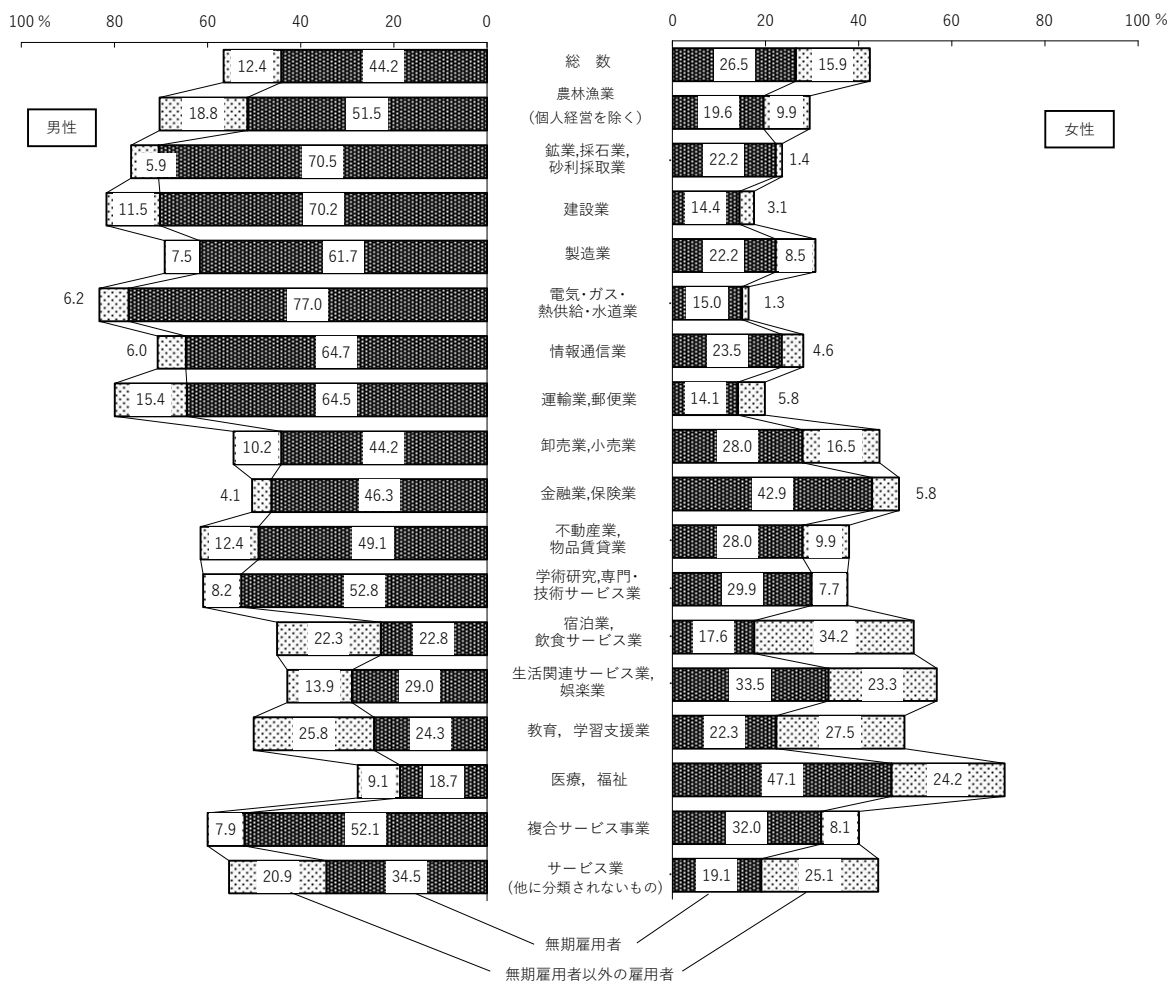 100 % 80 60 40 20 0 0 20 40 60 80 100 %
12.4 44.2 総　数 26.5 15.9
農林漁業
18.8 51.5 (個人経営を除く) 19.6 9.9
男性 女性
鉱業,採石業,
5.9 70.5 砂利採取業 22.2 1.4
11.5 70.2 建設業 14.4 3.1
7.5 61.7 製造業 22.2 8.5
電気・ガス・
6.2 77.0 熱供給・水道業 15.0 1.3
6.0 64.7 情報通信業 23.5 4.6
15.4 64.5 運輸業,郵便業 14.1 5.8
10.2 44.2 卸売業,小売業 28.0 16.5
4.1 46.3 金融業,保険業 42.9 5.8
不動産業,
12.4 49.1 物品賃貸業 28.0 9.9
学術研究,専門・
8.2 52.8 技術サービス業 29.9 7.7
宿泊業,
22.3 22.8 飲食サービス業 17.6 34.2
生活関連サービス業,
13.9 29.0 娯楽業 33.5 23.3
25.8 24.3 教育，学習支援業 22.3 27.5
9.1 18.7 医療，福祉 47.1 24.2
7.9 52.1 複合サービス事業 32.0 8.1
サービス業
20.9 34.5 (他に分類されないもの) 19.1 25.1
無期雇用者
無期雇用者以外の雇用者